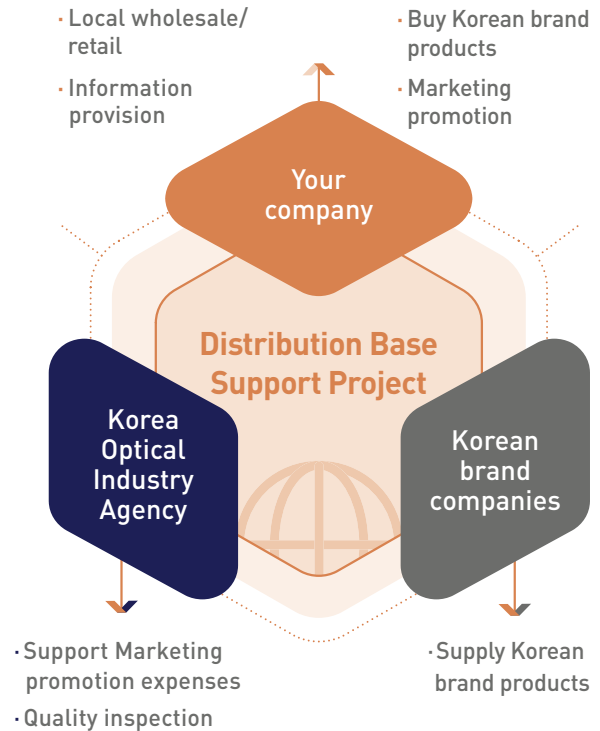 · Local wholesale/
retail
· Information
provision
· Buy Korean brand
products
· Marketing
promotion
Your
company
Distribution Base
Support Project
Korea
Optical
Industry
Agency
Korean
brand
companies
· Support Marketing
promotion expenses
· Quality inspection
· Supply Korean
brand products